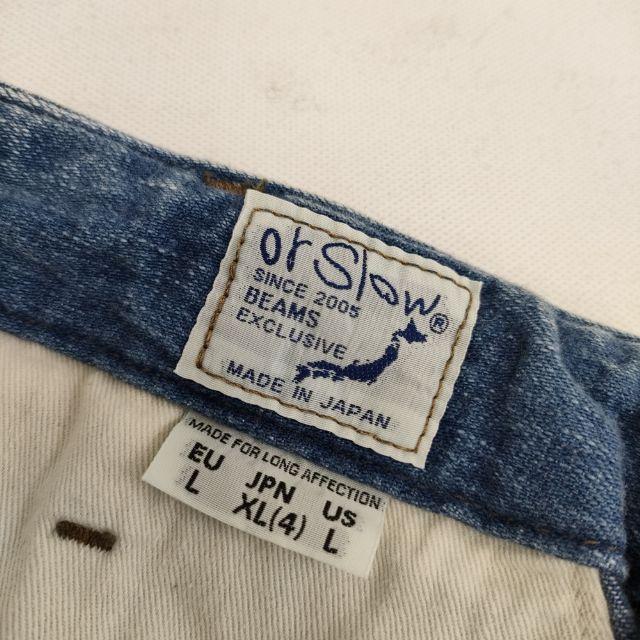 orSlow®
SINCE 2005
BEAMS
EXCLUSIVE
MADE IN JAPAN
MADE FOR LONG AFFECTION
EU JPN US
L XL(4) L